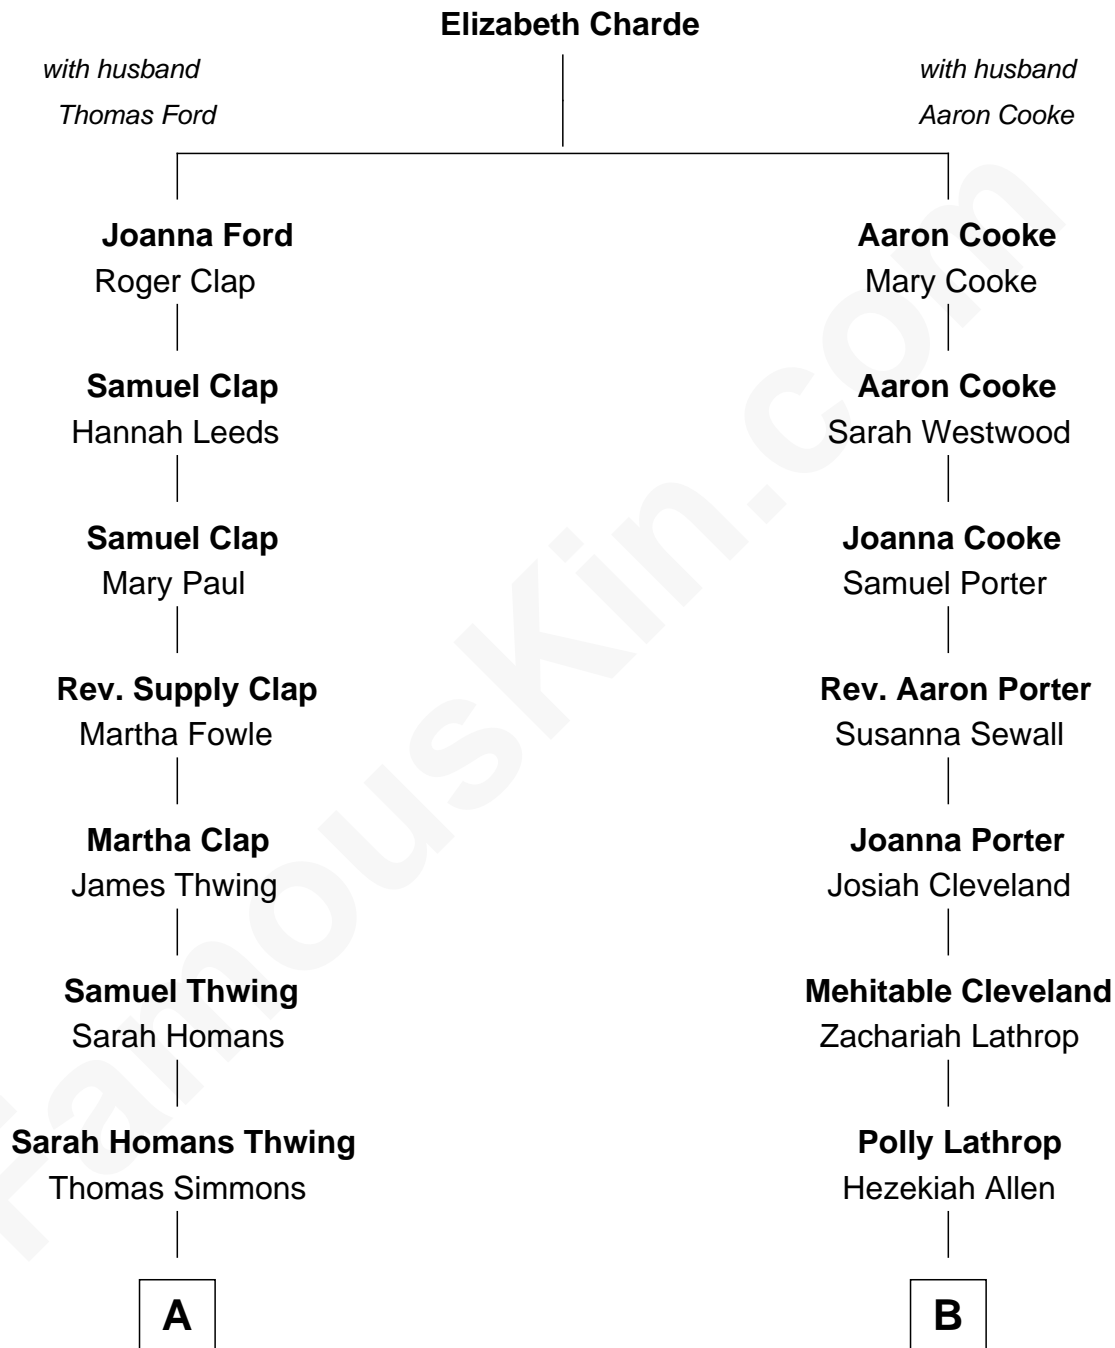 Elizabeth Charde
with husband
Thomas Ford
with husband
Aaron Cooke
Joanna Ford
Roger Clap
Aaron Cooke
Mary Cooke
Samuel Clap
Hannah Leeds
Aaron Cooke
Sarah Westwood
Samuel Clap
Mary Paul
Joanna Cooke
Samuel Porter
Rev. Supply Clap
Martha Fowle
Rev. Aaron Porter
Susanna Sewall
Martha Clap
James Thwing
Joanna Porter
Josiah Cleveland
Samuel Thwing
Sarah Homans
Mehitable Cleveland
Zachariah Lathrop
Sarah Homans Thwing
Thomas Simmons
Polly Lathrop
Hezekiah Allen
A
B
FamousKin.com